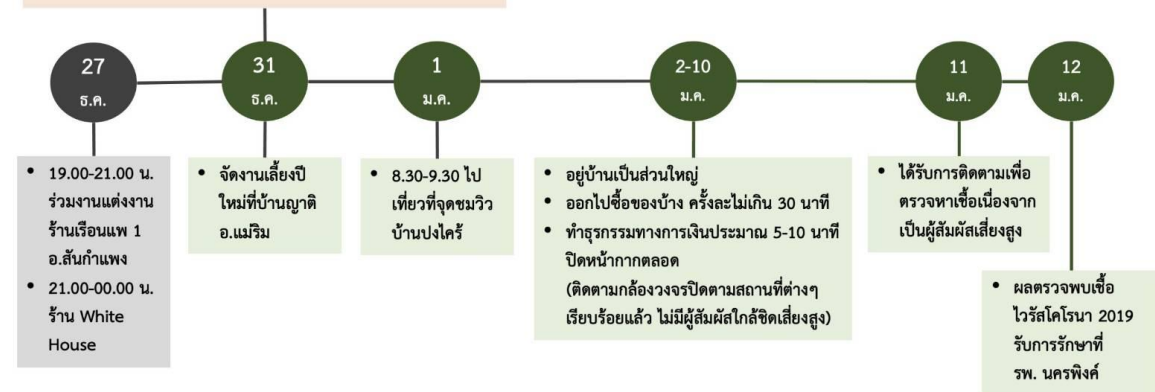 27
ธ.ค.
31
ธ.ค.
1
ม.ค.
2-10
ม.ค.
11
ม.ค.
12
ม.ค.
• 19.00-21.00 น.
ร่วมงานแต่งงาน
ร้านเรือนแพ 1
อ.สันกำแพง
• 21.00-00.00 น.
ร้าน White
House
• จัดงานเลี้ยงปี
ใหม่ที่บ้านญาติ
อ.แม่ริม
• 8.30-9.30 ไป
เที่ยวที่จุดชมวิว
บ้านปงไคร้
• อยู่บ้านเป็นส่วนใหญ่
• ออกไปซื้อของบ้าง ครั้งละไม่เกิน 30 นาที
• ทำธุรกรรมทางการเงินประมาณ 5-10 นาที
ปิดหน้ากากตลอด
(ติดตามกล้องวงจรปิดตามสถานที่ต่างๆ
เรียบร้อยแล้ว ไม่มีผู้สัมผัสใกล้ชิดเสี่ยงสูง)
• ได้รับการติดตามเพื่อ
ตรวจหาเชื้อเนื่องจาก
เป็นผู้สัมผัสเสี่ยงสูง
• ผลตรวจพบเชื้อ
ไวรัสโคโรนา 2019
รับการรักษาที่
รพ. นครพิงค์